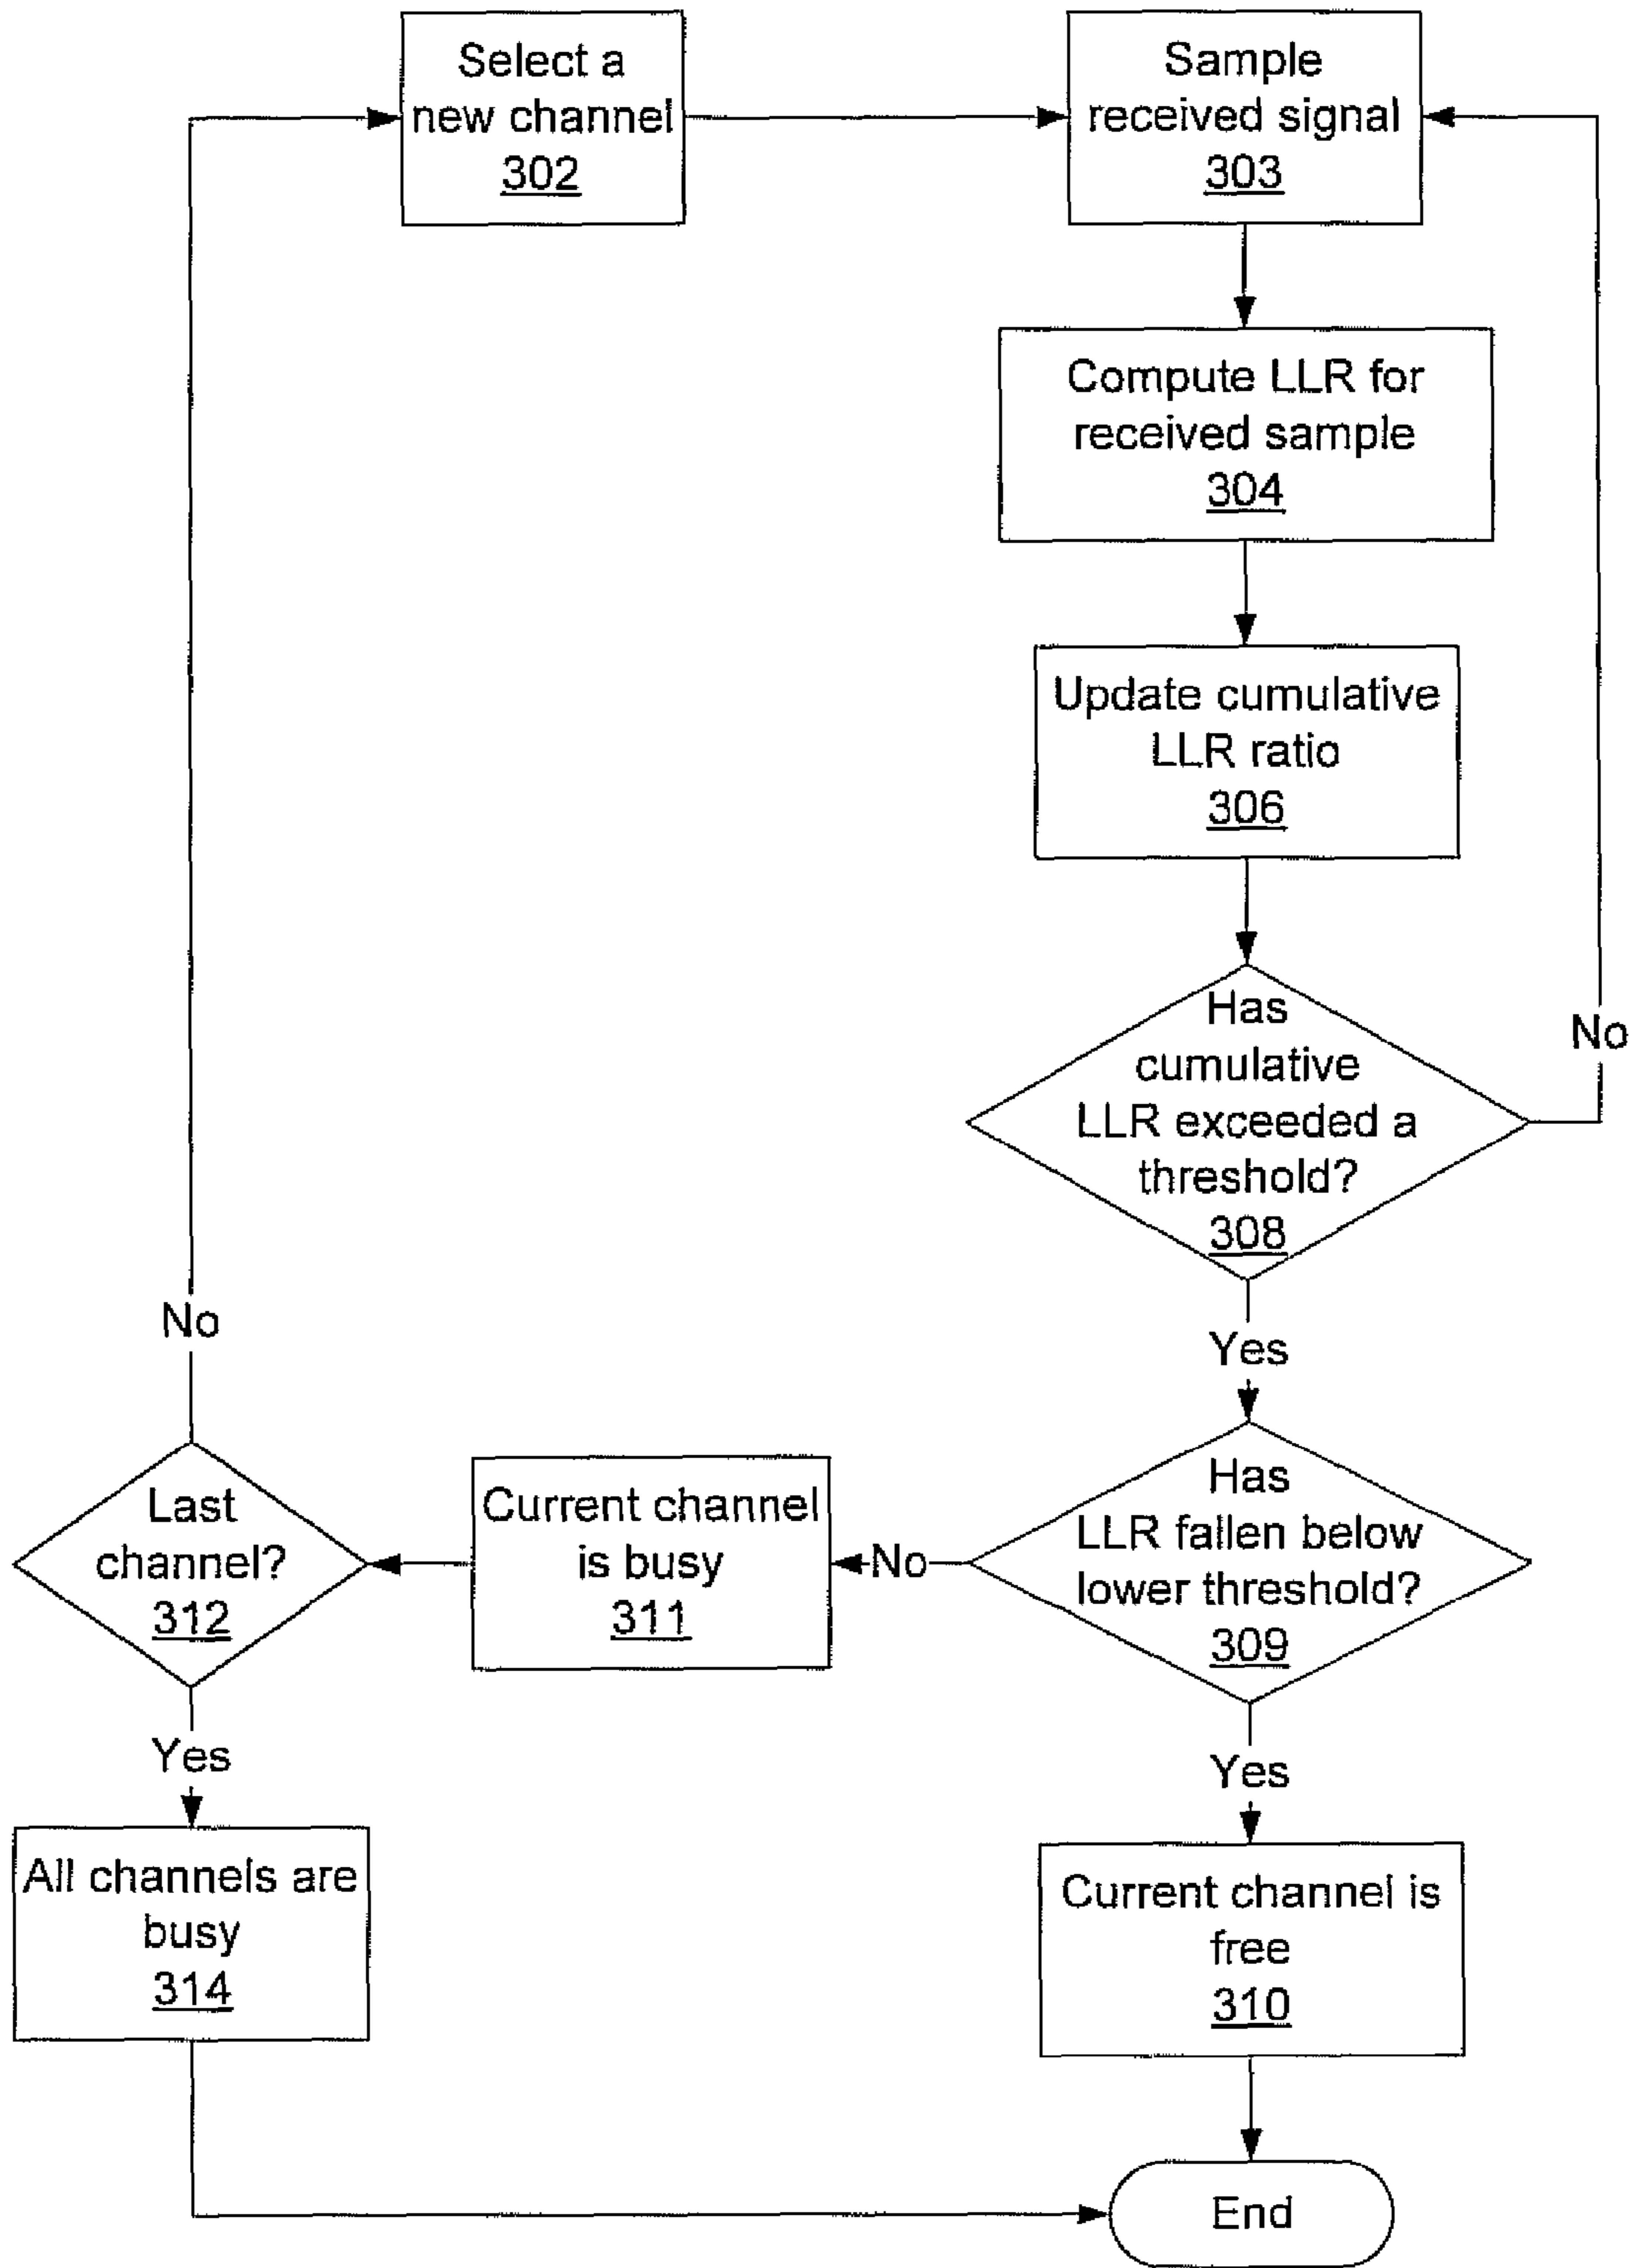 Select a
new channel
302
Sample
received signal
303
Compute LLR for
received sample
304
Update cumulative
LLR ratio
306
Has
cumulative
LLR exceeded a
threshold?
308
No
Yes
Has
LLR fallen below
lower threshold?
309
No
Current channel
is busy
311
Last
channel?
312
No
Yes
All channels are
busy
314
Yes
Current channel is
free
310
End